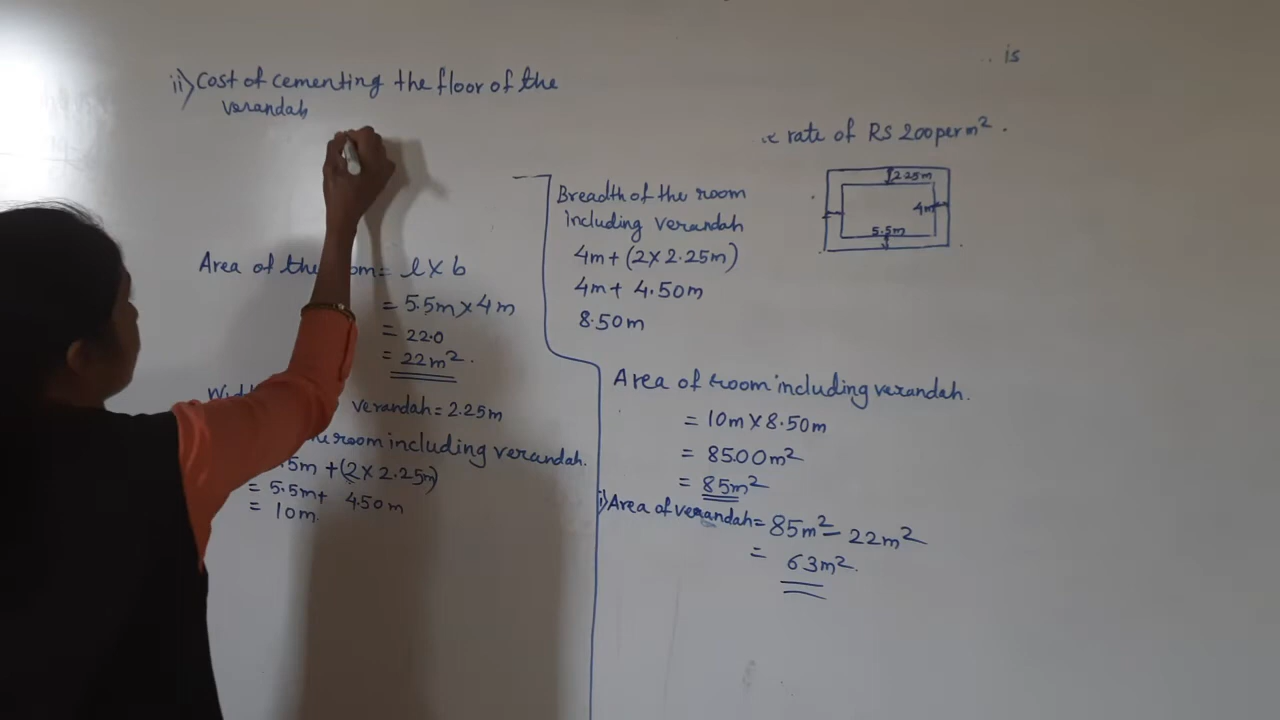 is
ii) Cost of cementing the floor of the
verandah
rate of RS 200 per m².
2.25m
4m
5.5m
Area of the = l × b
= 5.5m × 4m
= 22.0
= 22m².
verandah = 2.25m
room including verandah.
5m + (2 × 2.25m)
= 5.5m + 4.50m
= 10m.
Breadth of the room
including verandah
4m + (2 × 2.25m)
4m + 4.50m
8.50m
Area of room including verandah.
= 10m × 8.50m
= 85.00m²
= 85m²
i) Area of verandah = 85m² - 22m²
= 63m².